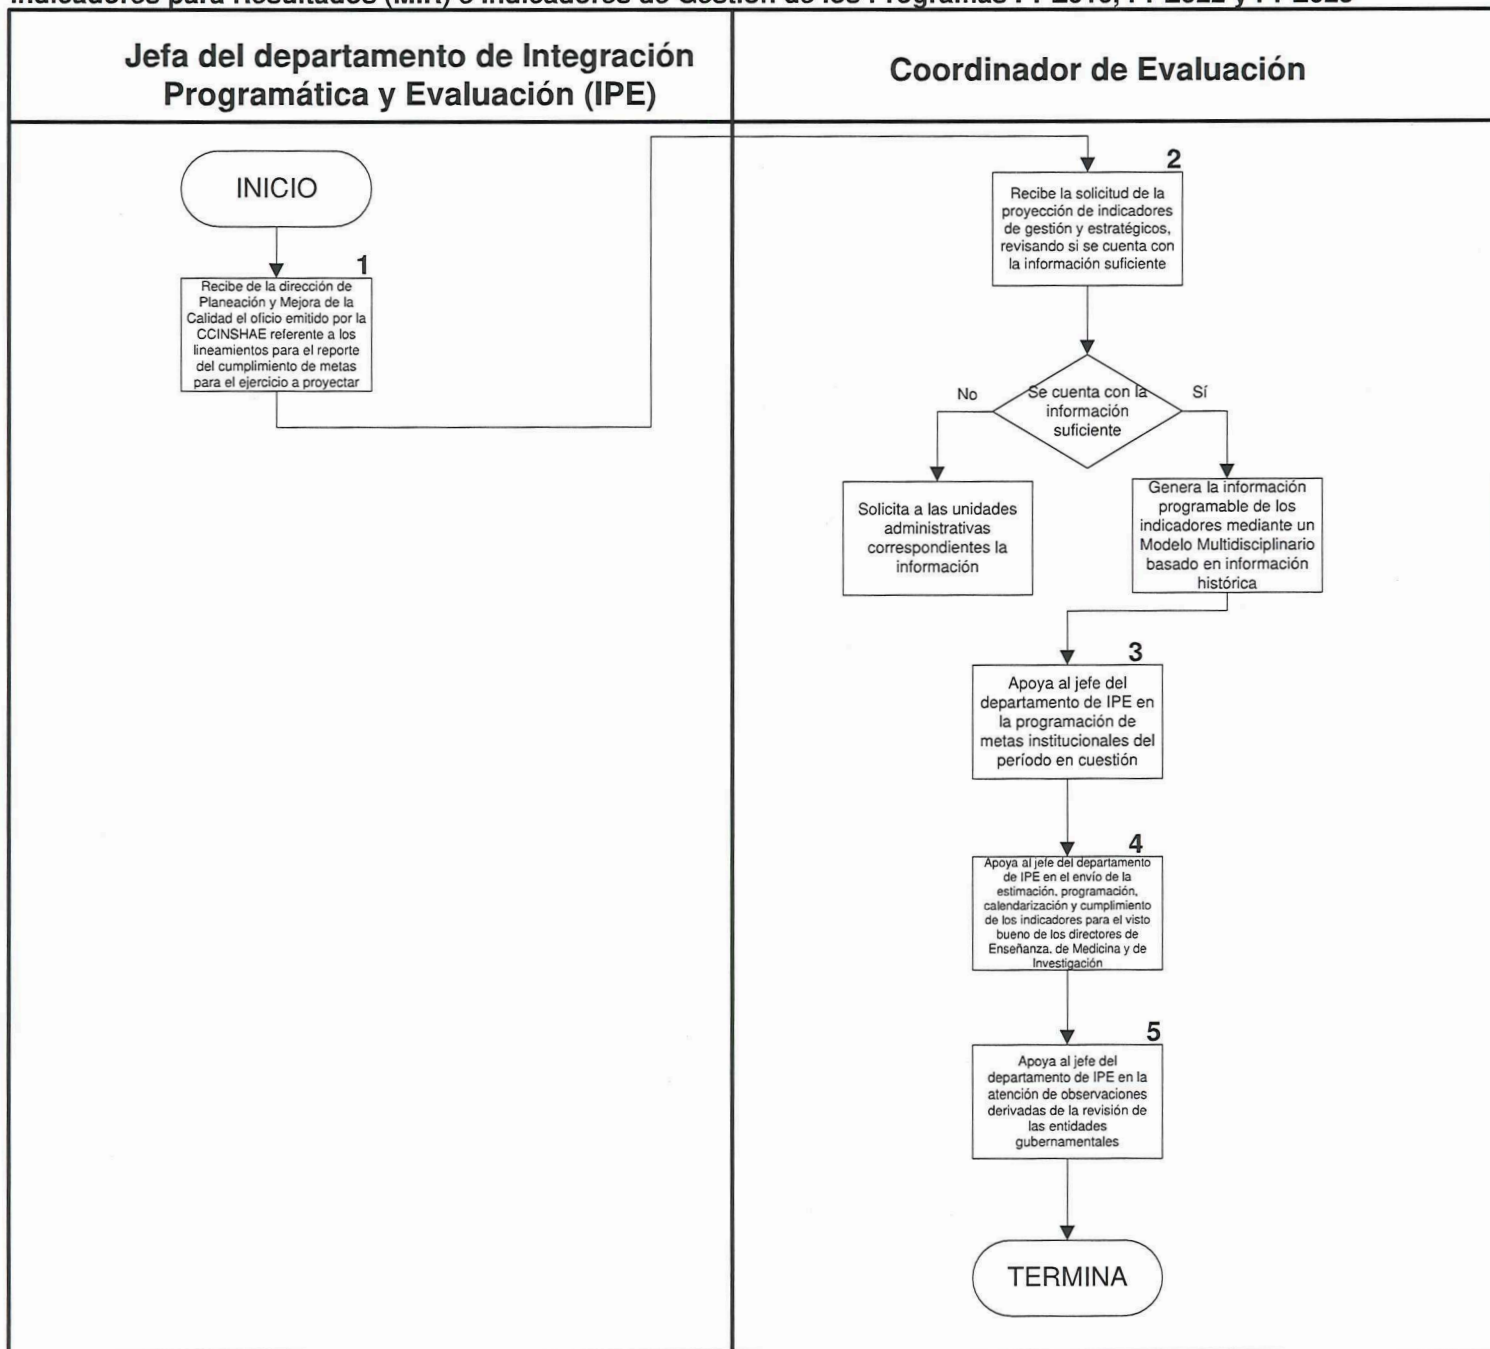 Jefa del departamento de Integración
Programática y Evaluación (IPE)
Coordinador de Evaluación
INICIO
1
Recibe de la dirección de
Planeación y Mejora de la
Calidad el oficio emitido por la
CCINSHAE referente a los
lineamientos para el reporte
del cumplimiento de metas
para el ejercicio a proyectar
2
Recibe la solicitud de la
proyección de indicadores
de gestión y estratégicos,
revisando si se cuenta con
la información suficiente
No
Se cuenta con la
información
suficiente
Sí
Solicita a las unidades
administrativas
correspondientes la
información
Genera la información
programable de los
indicadores mediante un
Modelo Multidisciplinario
basado en información
histórica
3
Apoya al jefe del
departamento de IPE en
la programación de
metas institucionales del
período en cuestión
4
Apoya al jefe del departamento
de IPE en el envío de la
estimación, programación,
calendarización y cumplimiento
de los indicadores para el visto
bueno de los directores de
Enseñanza, de Medicina y de
Investigación
5
Apoya al jefe del
departamento de IPE en la
atención de observaciones
derivadas de la revisión de
las entidades
gubernamentales
TERMINA